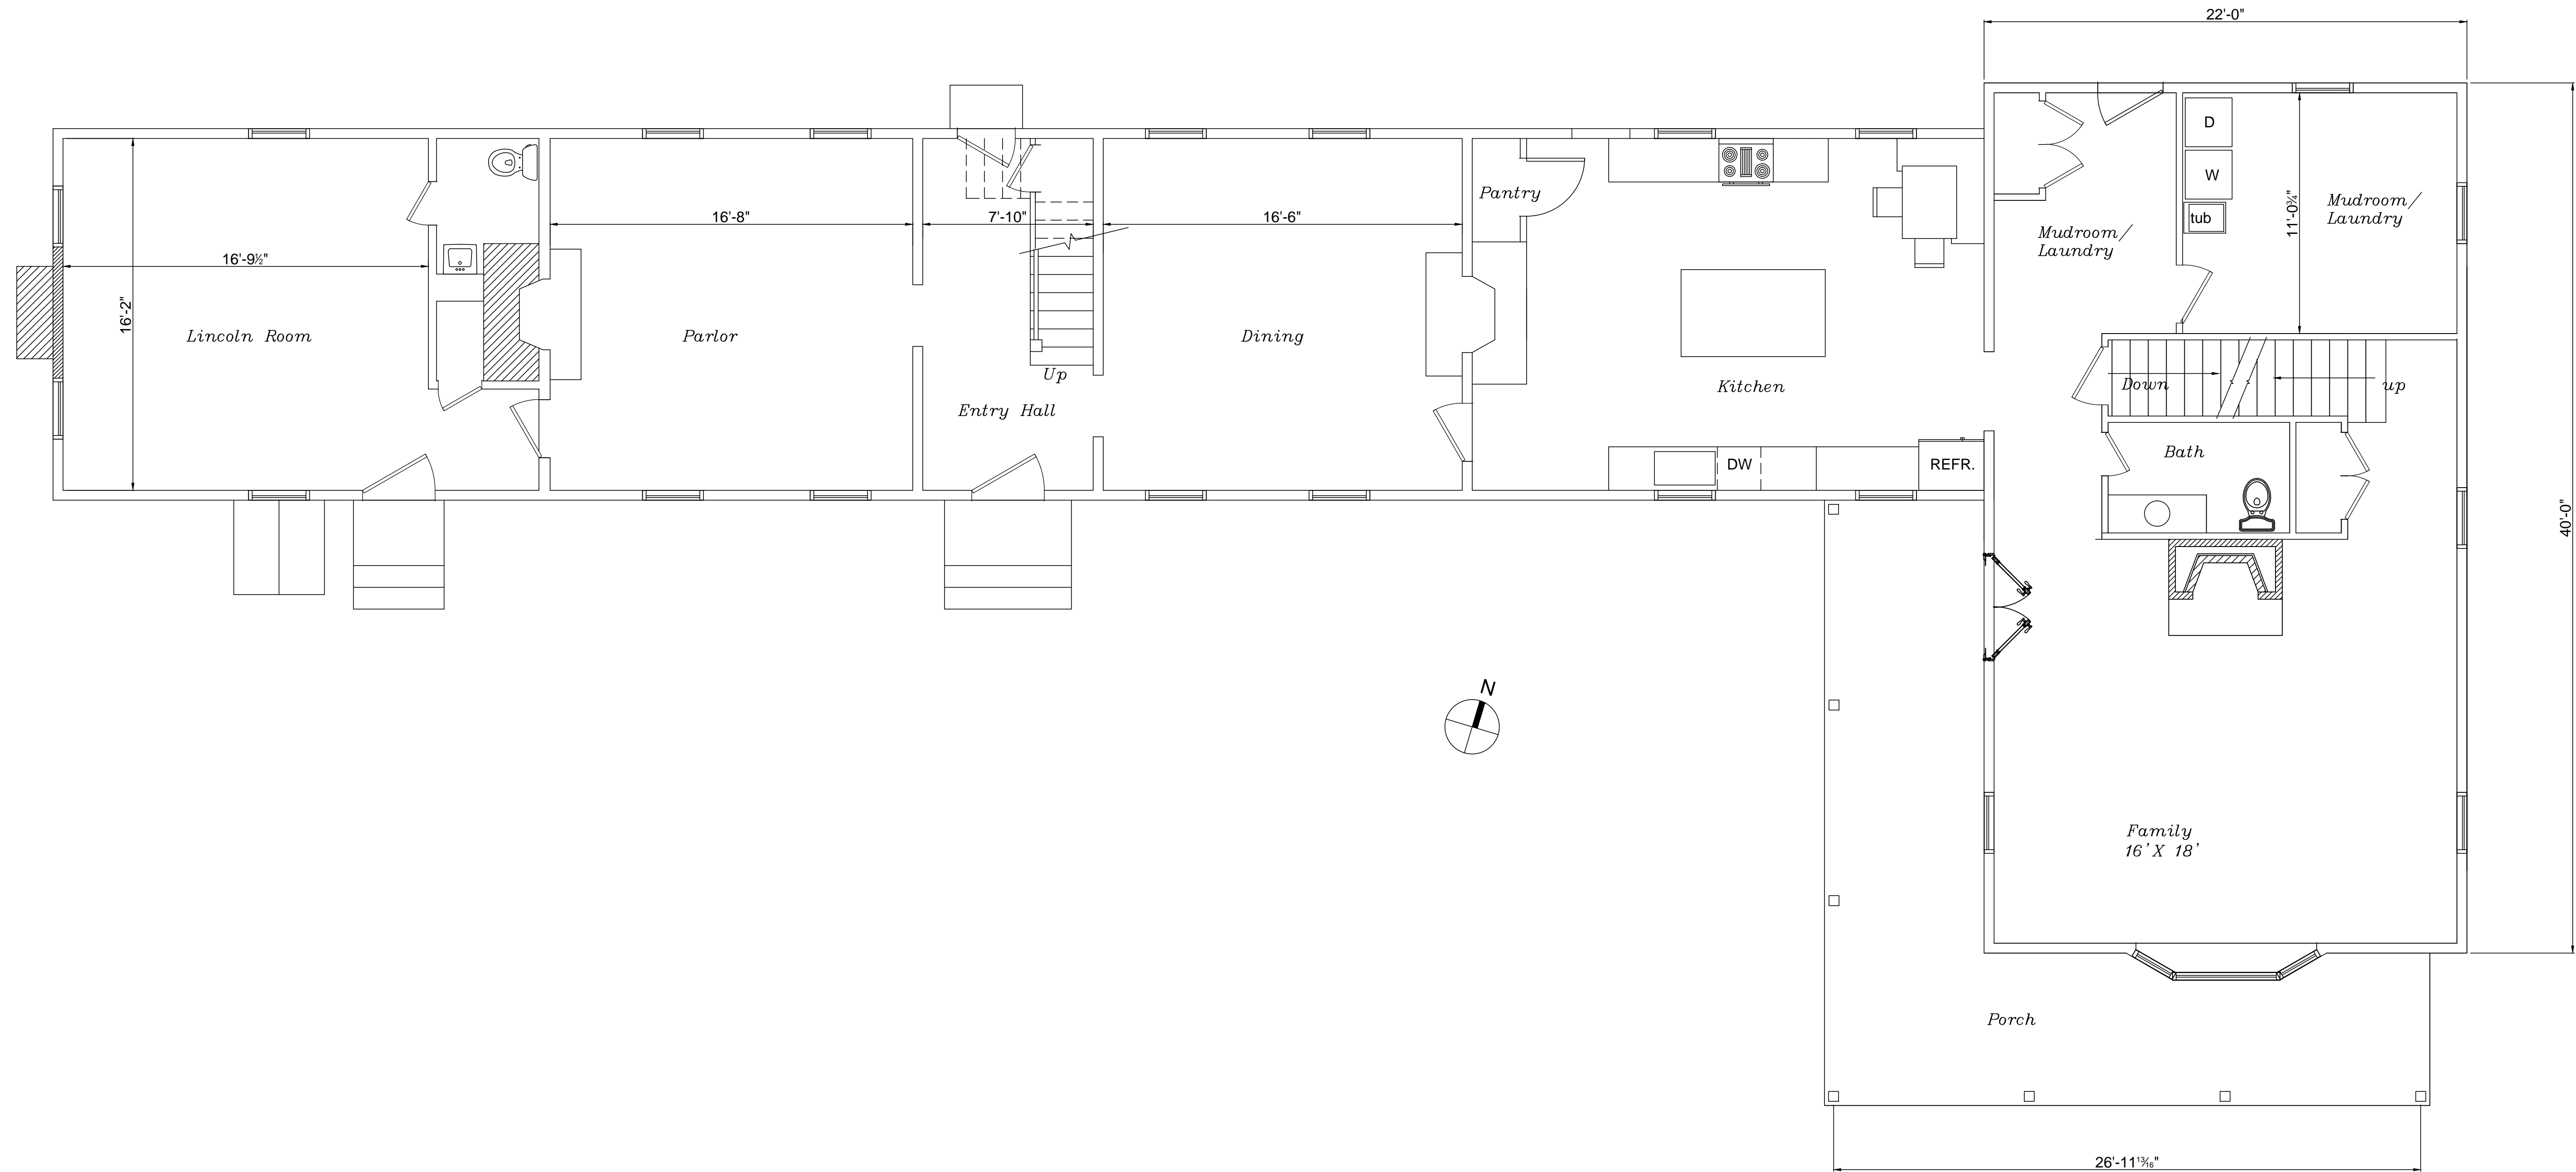 22'-0"
D
W
tub
Mudroom/
Laundry
11'-0¾"
Pantry
16'-8"
7'-10"
16'-6"
Mudroom/
Laundry
16'-9½"
16'-2"
Lincoln Room
Parlor
Dining
Up
Entry Hall
Kitchen
Down
up
Bath
DW
REFR.
40'-0"
N
Family
16'X 18'
Porch
26'-11¹³⁄₁₆"